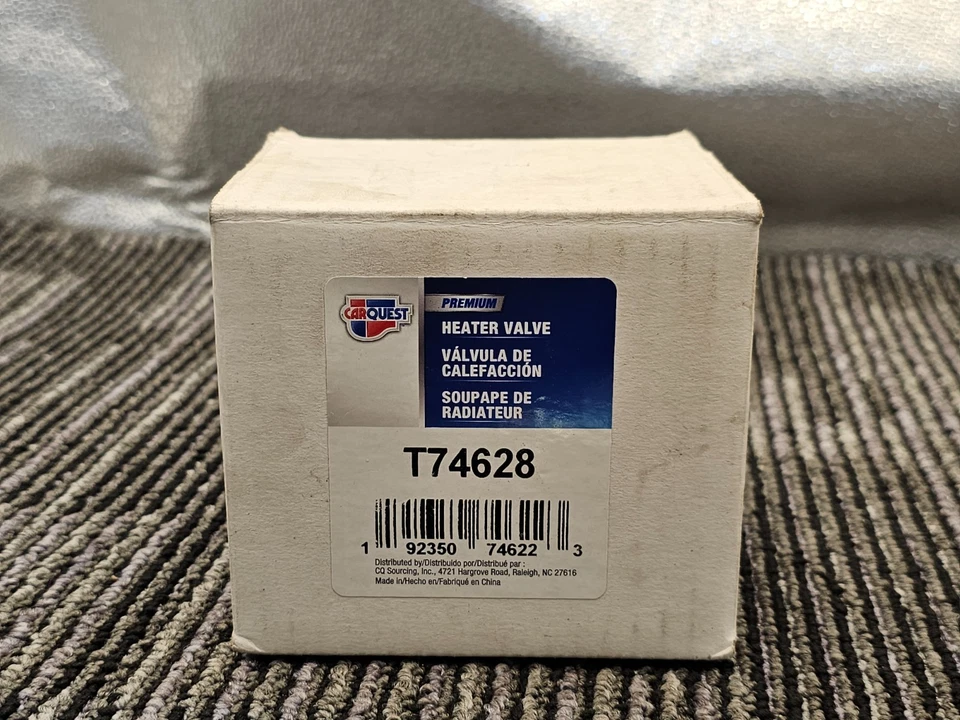 CARQUEST
PREMIUM
HEATER VALVE
VÁLVULA DE
CALEFACCIÓN
SOUPAPE DE
RADIATEUR
T74628
1 92350 74622 3
Distributed by/Distribuido por/Distribué par :
CQ Sourcing, Inc., 4721 Hargrove Road, Raleigh, NC 27616
Made in/Hecho en/Fabriqué en China